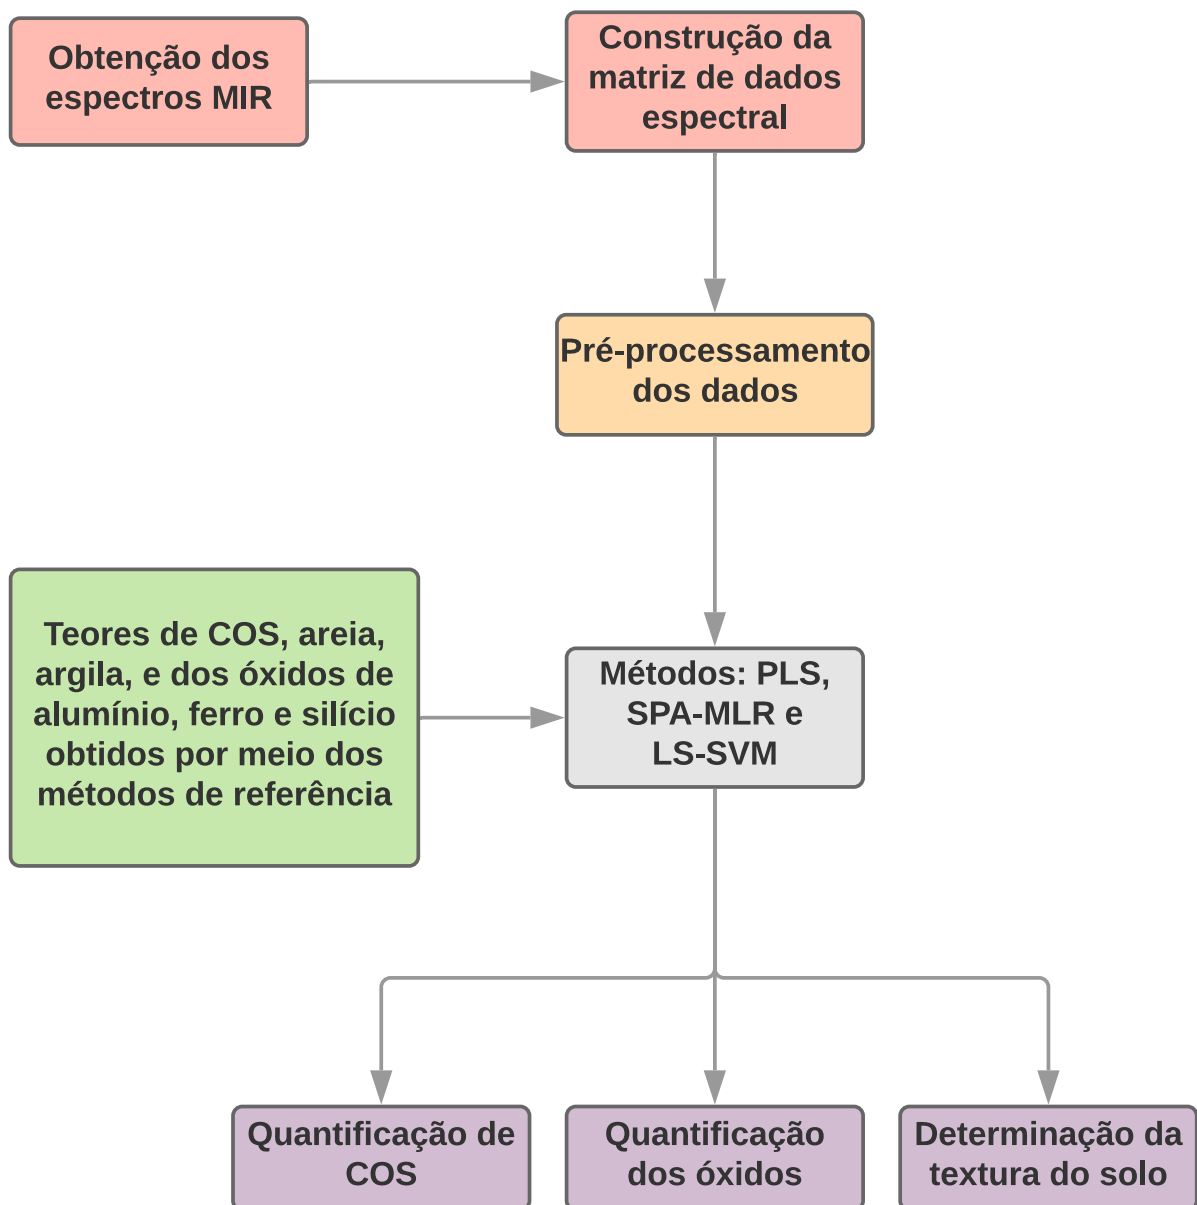 Obtenção dos
espectros MIR
Construção da
matriz de dados
espectral
Pré-processamento
dos dados
Teores de COS, areia,
argila, e dos óxidos de
alumínio, ferro e silício
obtidos por meio dos
métodos de referência
Métodos: PLS,
SPA-MLR e
LS-SVM
Quantificação de
COS
Quantificação
dos óxidos
Determinação da
textura do solo